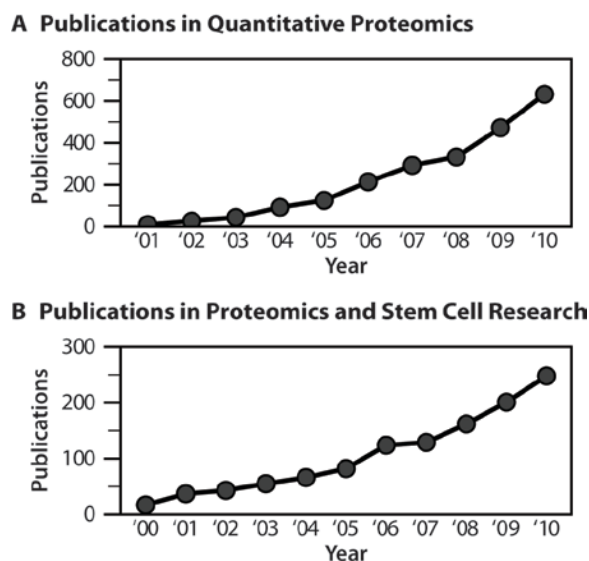 A Publications in Quantitative Proteomics
800
600
400
200
0
Publications
‘01 ‘02 ‘03 ‘04 ‘05 ‘06 ‘07 ‘08 ‘09 ‘10
Year
B Publications in Proteomics and Stem Cell Research
300
200
100
0
Publications
‘00 ‘01 ‘02 ‘03 ‘04 ‘05 ‘06 ‘07 ‘08 ‘09 ‘10
Year